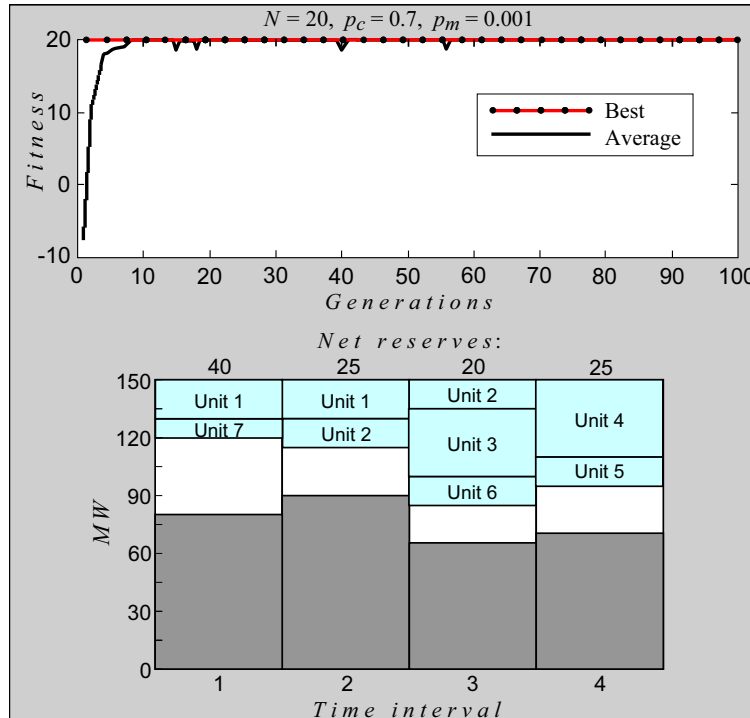 N = 20, p_c = 0.7, p_m = 0.001
20
10
0
-10
Fitness
Best
Average
0 10 20 30 40 50 60 70 80 90 100
Generations
Net reserves:
40 25 20 25
150
120
90
60
30
0
MW
Unit 1 Unit 1 Unit 2 Unit 4
Unit 7 Unit 2 Unit 3 Unit 5
Unit 6
1 2 3 4
Time interval